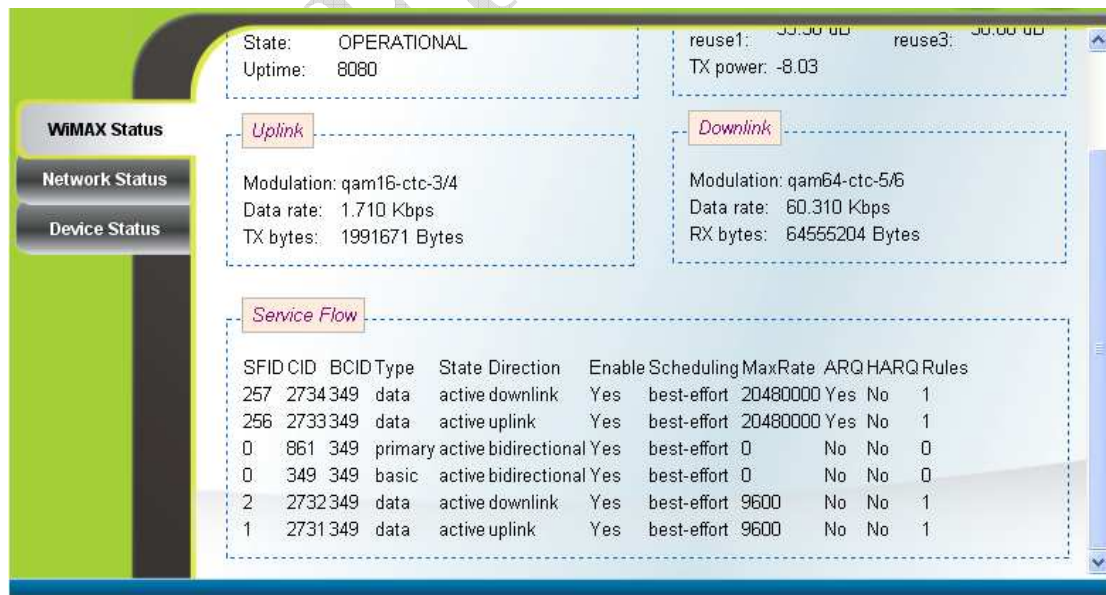 State: OPERATIONAL
Uptime: 8080
reuse1: reuse3:
TX power: -8.03
WiMAX Status
Network Status
Device Status
Uplink
Modulation: qam16-ctc-3/4
Data rate: 1.710 Kbps
TX bytes: 1991671 Bytes
Downlink
Modulation: qam64-ctc-5/6
Data rate: 60.310 Kbps
RX bytes: 64555204 Bytes
Service Flow
SFID CID BCID Type State Direction Enable Scheduling MaxRate ARQ HARQ Rules
257 2734 349 data active downlink Yes best-effort 20480000 Yes No 1
256 2733 349 data active uplink Yes best-effort 20480000 Yes No 1
0 861 349 primary active bidirectional Yes best-effort 0 No No 0
0 349 349 basic active bidirectional Yes best-effort 0 No No 0
2 2732 349 data active downlink Yes best-effort 9600 No No 1
1 2731 349 data active uplink Yes best-effort 9600 No No 1